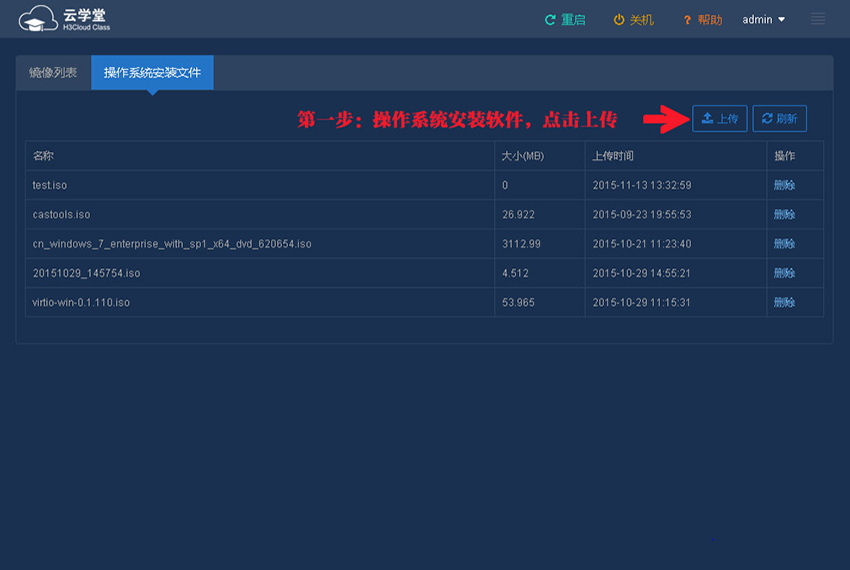 云学堂
H3Cloud Class
重启 关机 ? 帮助 admin
镜像列表 操作系统安装文件
第一步：操作系统安装软件，点击上传 上传 刷新
名称 大小(MB) 上传时间 操作
test.iso 0 2015-11-13 13:32:59 删除
castools.iso 26.922 2015-09-23 19:55:53 删除
cn_windows_7_enterprise_with_sp1_x64_dvd_620654.iso 3112.99 2015-10-21 11:23:40 删除
20151029_145754.iso 4.512 2015-10-29 14:55:21 删除
virtio-win-0.1.110.iso 53.965 2015-10-29 11:15:31 删除